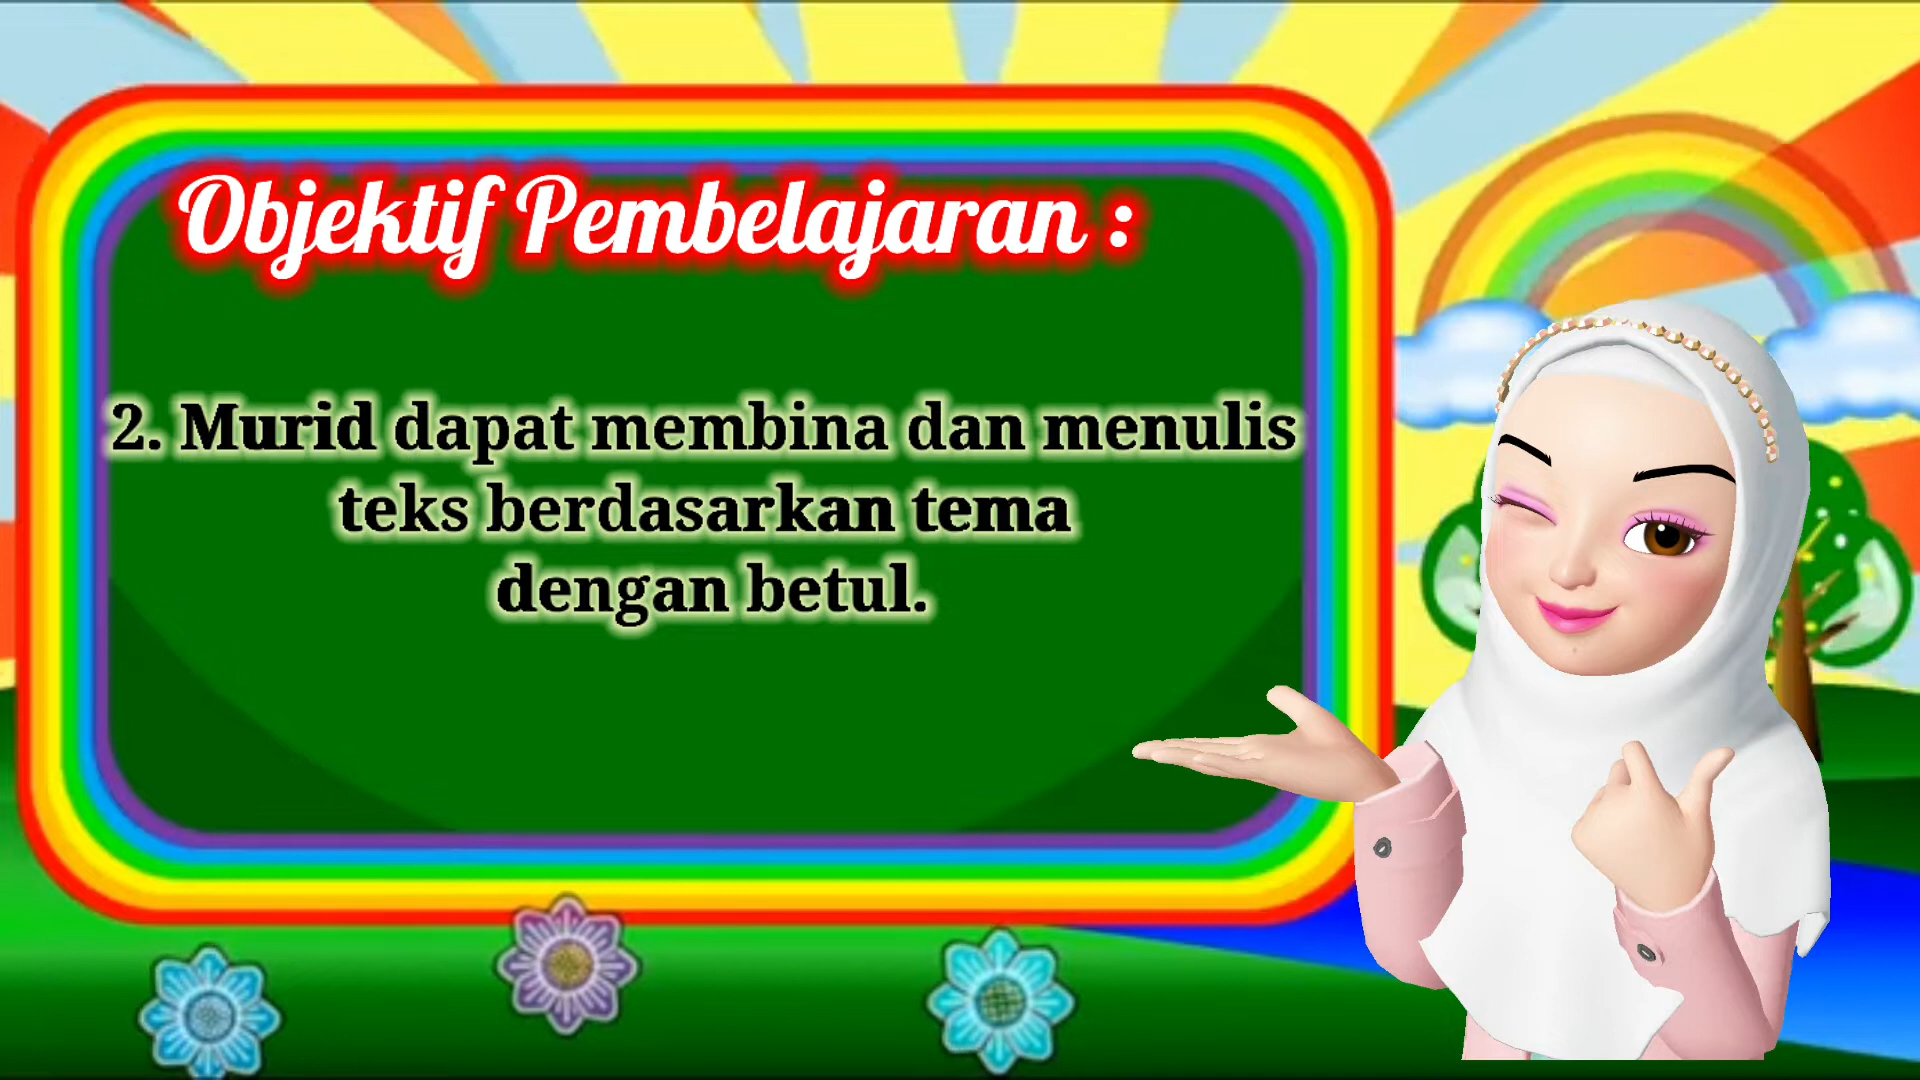 Objektif Pembelajaran :
2. Murid dapat membina dan menulis
teks berdasarkan tema
dengan betul.